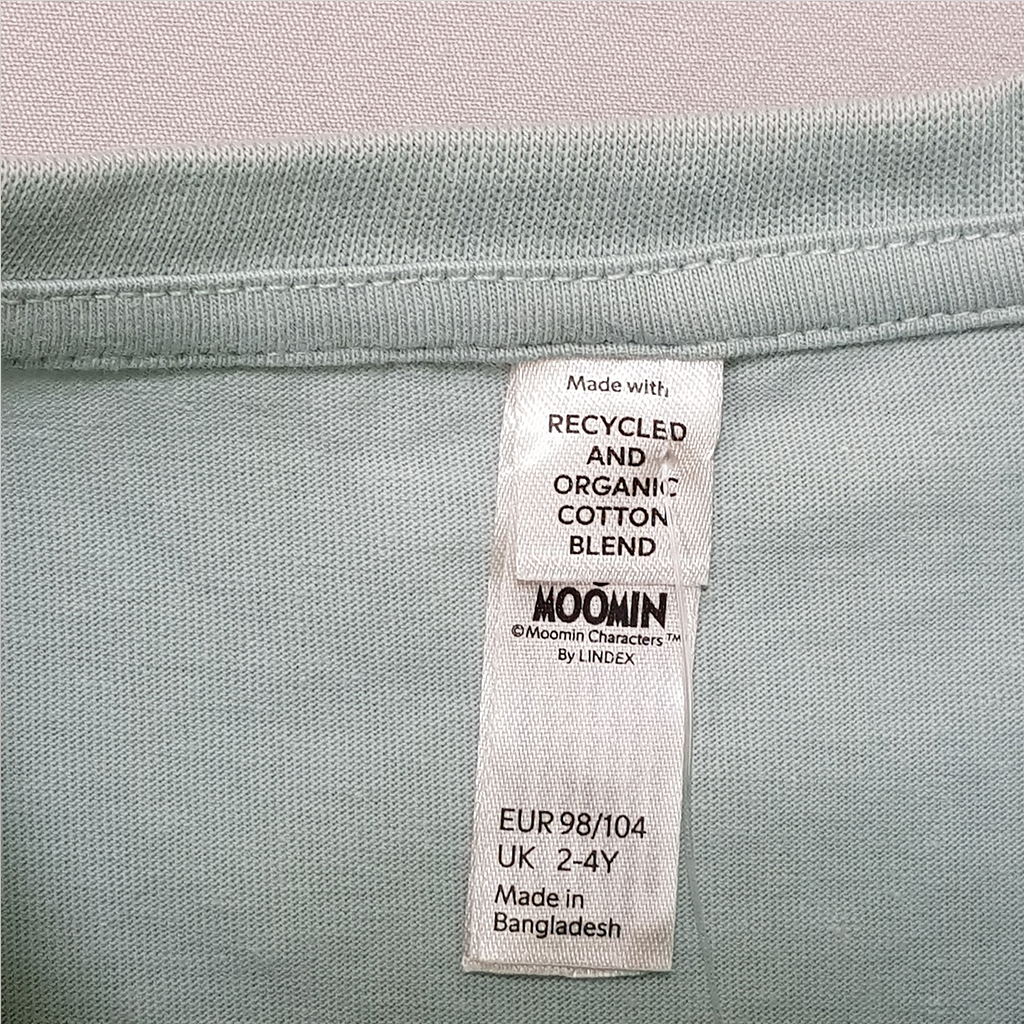 Made with
RECYCLED
AND
ORGANIC
COTTON
BLEND
MOOMIN
©Moomin Characters™
By LINDEX
EUR 98/104
UK 2-4Y
Made in
Bangladesh